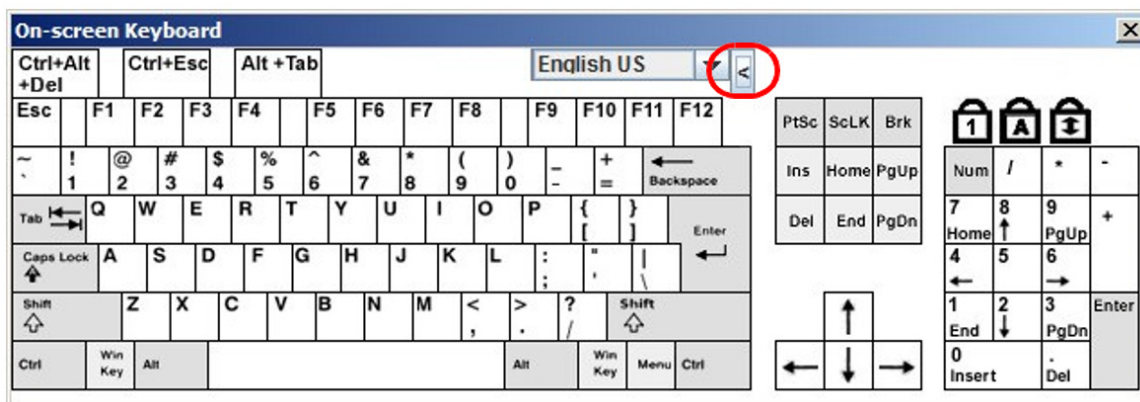 On-screen Keyboard
Ctrl+Alt +Del Ctrl+Esc Alt +Tab English US <
Esc F1 F2 F3 F4 F5 F6 F7 F8 F9 F10 F11 F12 PtSc ScLK Brk 1 A
~ ` ! 1 @ 2 # 3 $ 4 % 5 ^ 6 & 7 * 8 ( 9 ) 0 _ - + = Backspace Ins Home PgUp Num / * -
Tab Q W E R T Y U I O P { [ } ] Enter Del End PgDn 7 Home 8 9 PgUp +
Caps Lock A S D F G H J K L : ; " ' | \ 4 5 6
Shift Z X C V B N M < , > . ? / Shift 1 End 2 3 PgDn Enter
Ctrl Win Key Alt Alt Win Key Menu Ctrl 0 Insert . Del